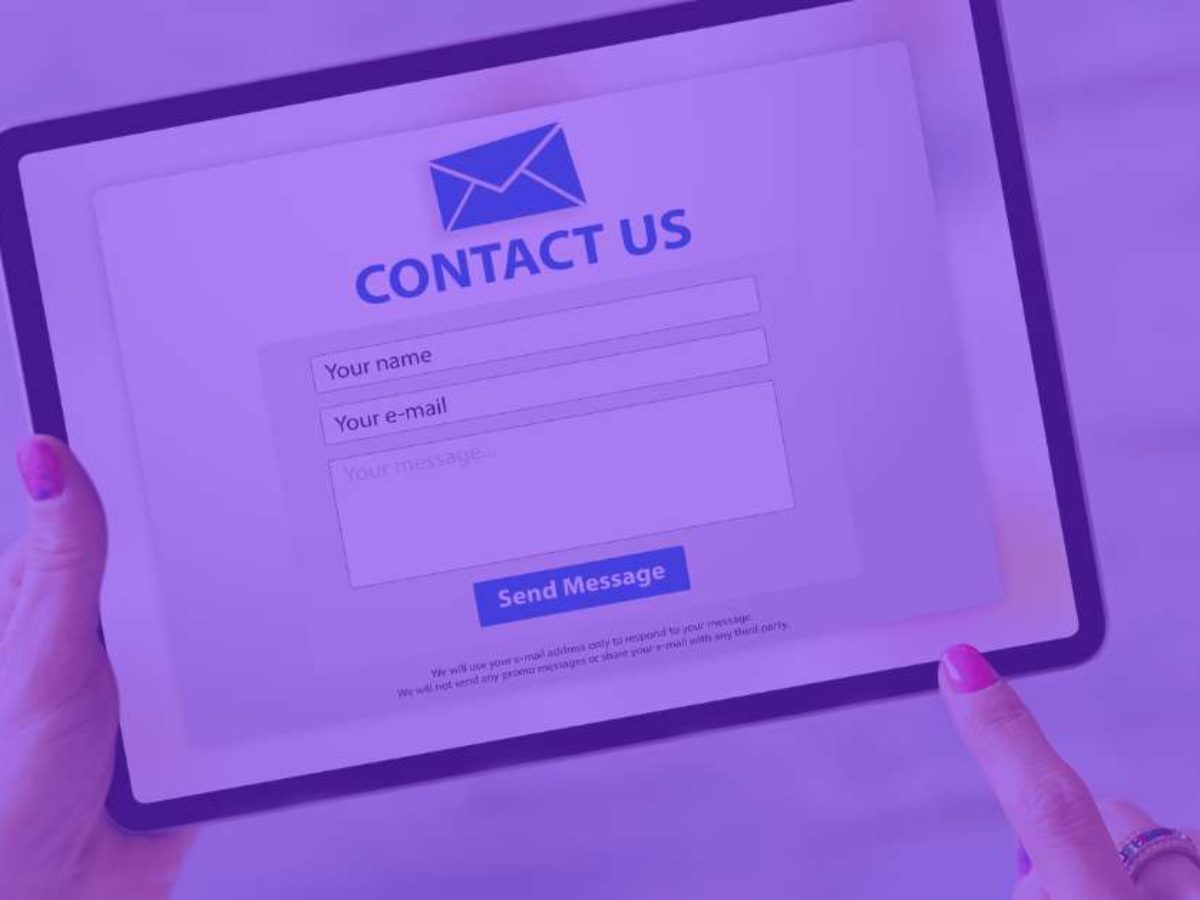 CONTACT US
Your name
Your e-mail
Your message...
Send Message
We will use your e-mail address only to respond to your message.
We will not send any promo messages or share your e-mail with any third party.